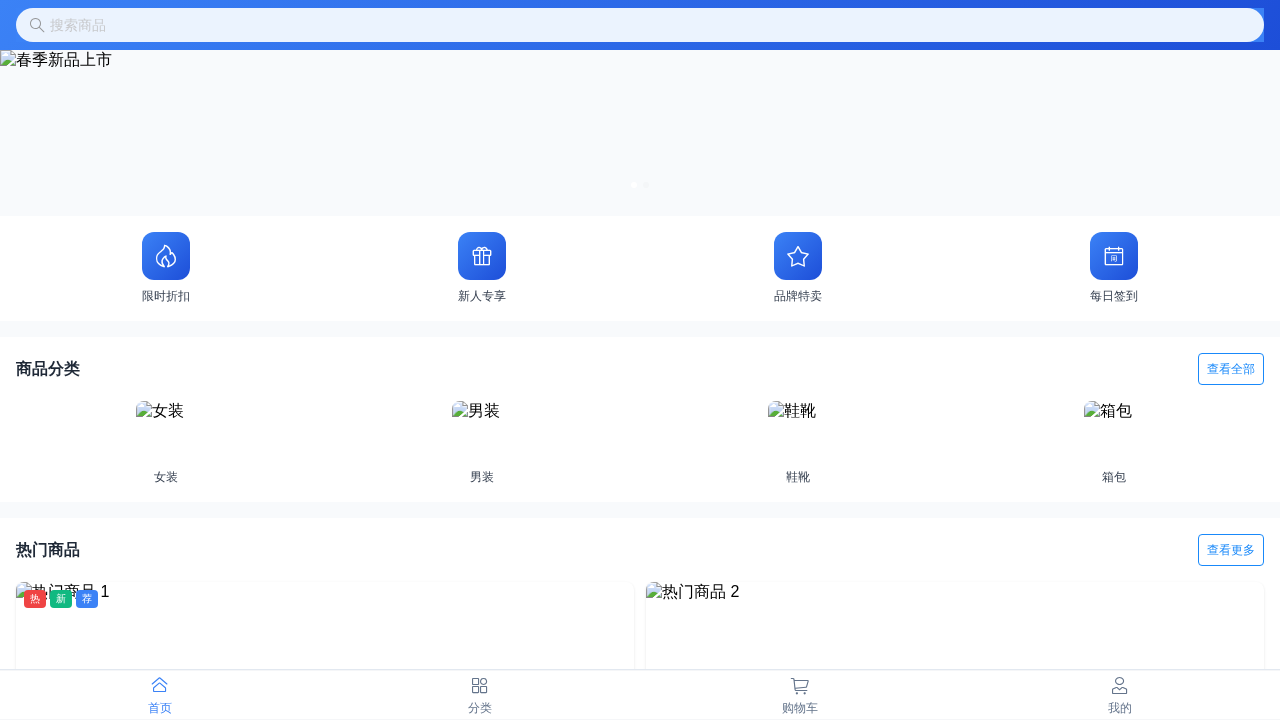 搜索商品
春季新品上市
限时折扣 新人专享 品牌特卖 每日签到
商品分类 查看全部
女装 男装 鞋靴 箱包
女装 男装 鞋靴 箱包
热门商品 查看更多
热门商品 1 热门商品 2
热 新 荐
首页 分类 购物车 我的